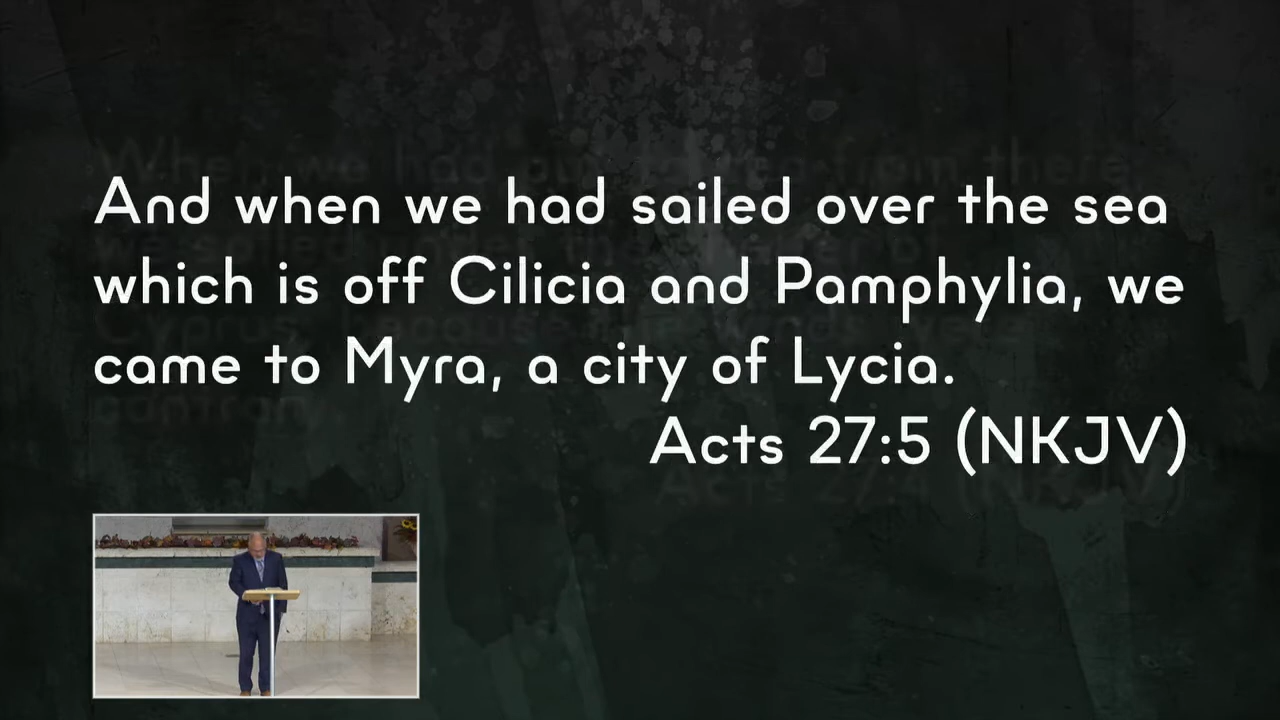 And when we had sailed over the sea
which is off Cilicia and Pamphylia, we
came to Myra, a city of Lycia.
Acts 27:5 (NKJV)